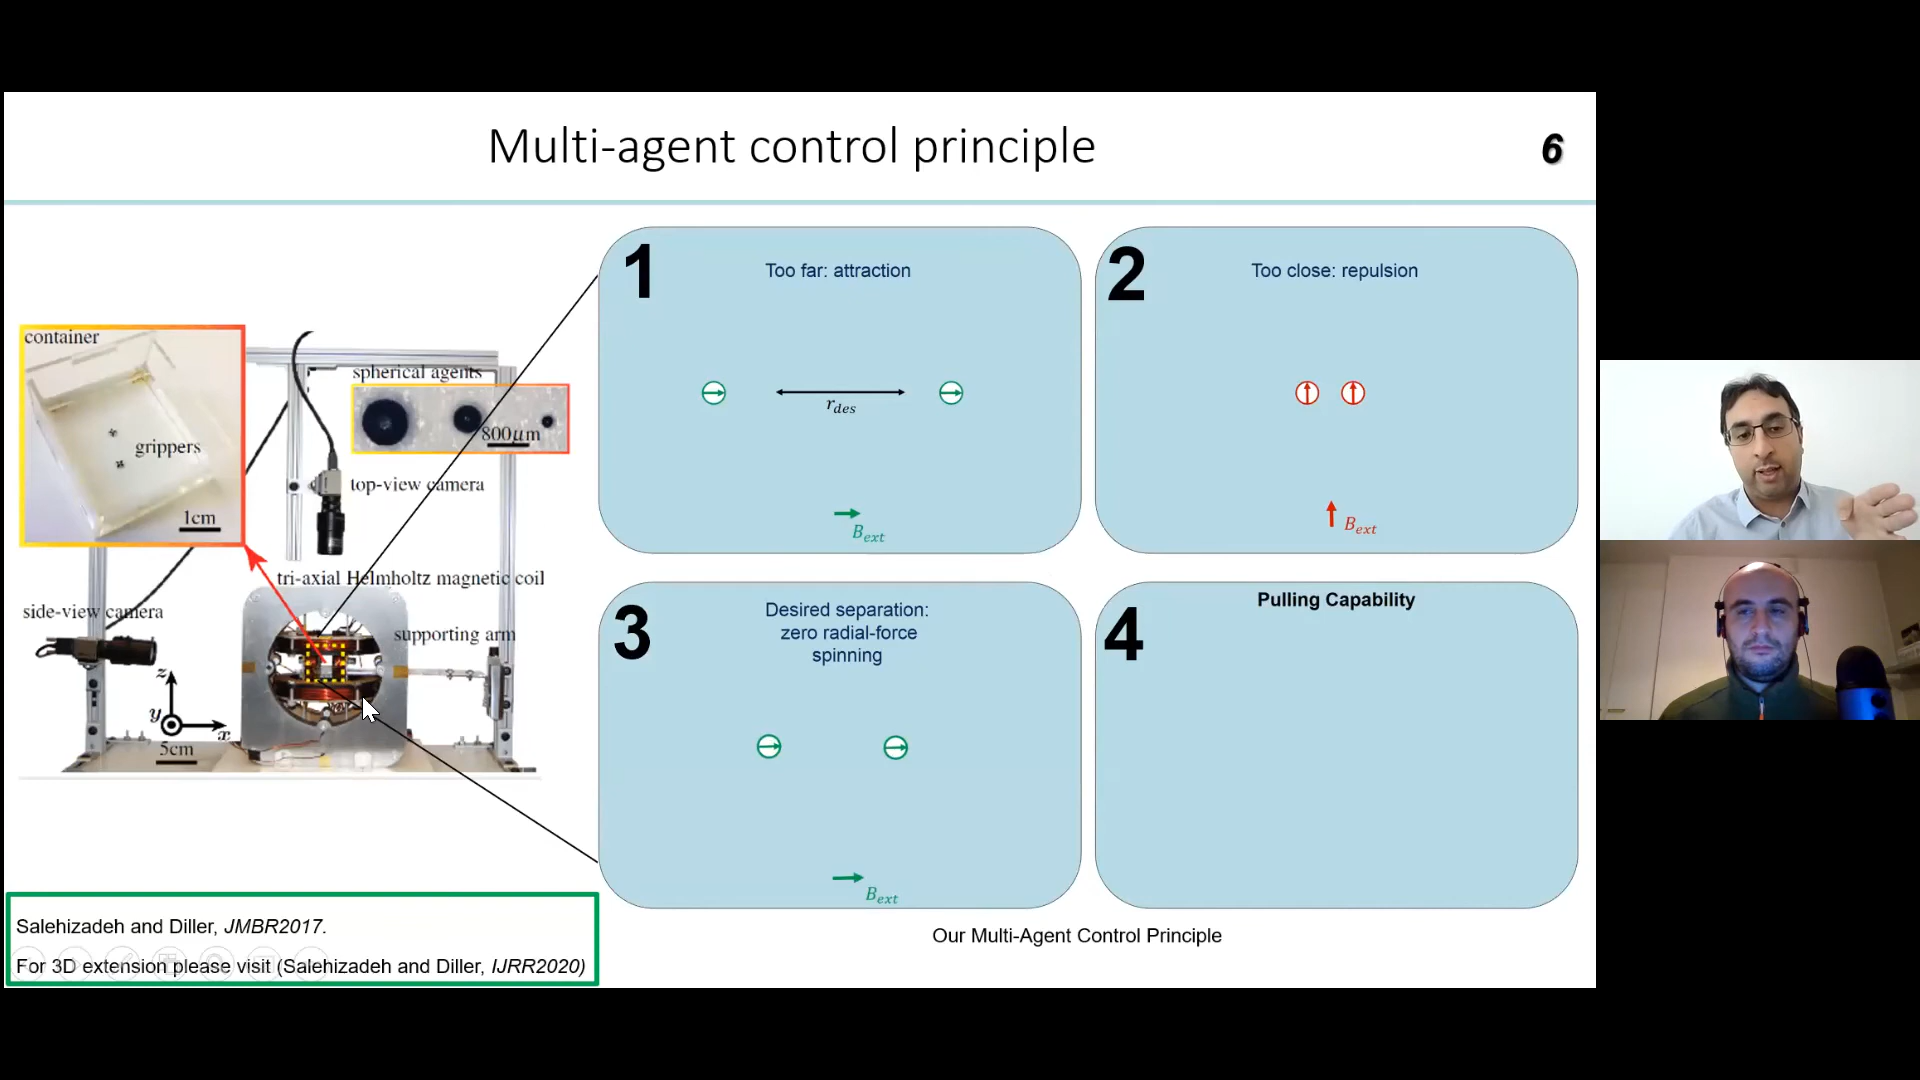 Multi-agent control principle
6
container
grippers
1cm
spherical agents
800μm
top-view camera
tri-axial Helmholtz magnetic coil
side-view camera
supporting arm
z
y
x
5cm
1
Too far: attraction
r_des
B_ext
2
Too close: repulsion
B_ext
3
Desired separation:
zero radial-force
spinning
B_ext
4
Pulling Capability
Our Multi-Agent Control Principle
Salehizadeh and Diller, JMBR2017.
For 3D extension please visit (Salehizadeh and Diller, IJRR2020)